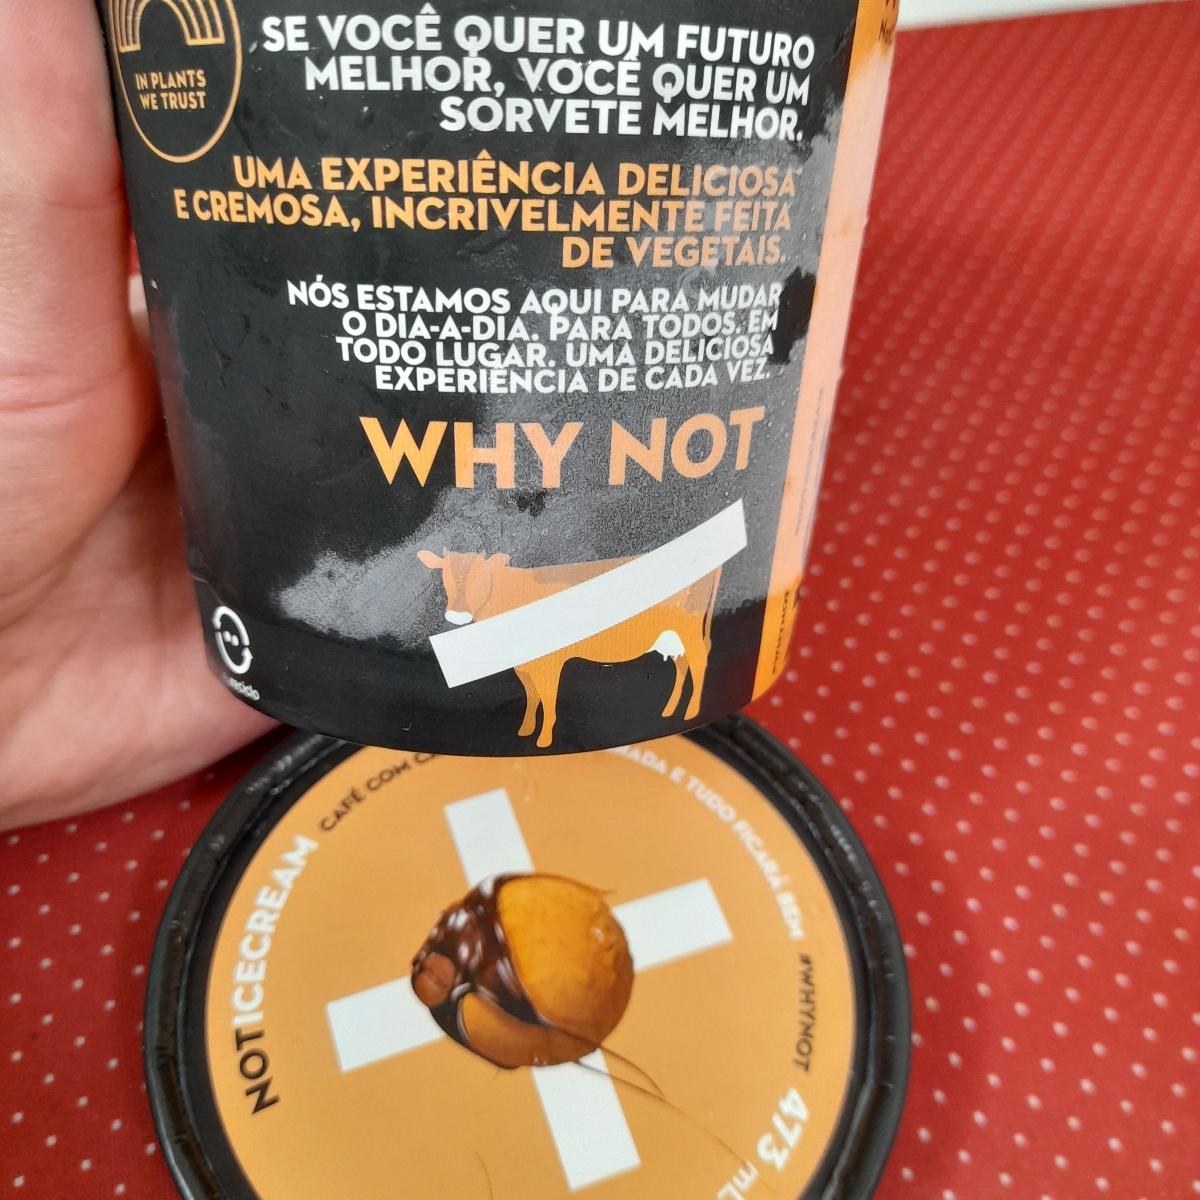 IN PLANTS
WE TRUST
SE VOCÊ QUER UM FUTURO
MELHOR, VOCÊ QUER UM
SORVETE MELHOR.
UMA EXPERIÊNCIA DELICIOSA
E CREMOSA, INCRIVELMENTE FEITA
DE VEGETAIS.
NÓS ESTAMOS AQUI PARA MUDAR
O DIA-A-DIA. PARA TODOS. EM
TODO LUGAR. UMA DELICIOSA
EXPERIÊNCIA DE CADA VEZ.
WHY NOT
NOTICECREAM
CAFÉ COM
E TUDO FICARÁ BEM
#WHYNOT
473 mL